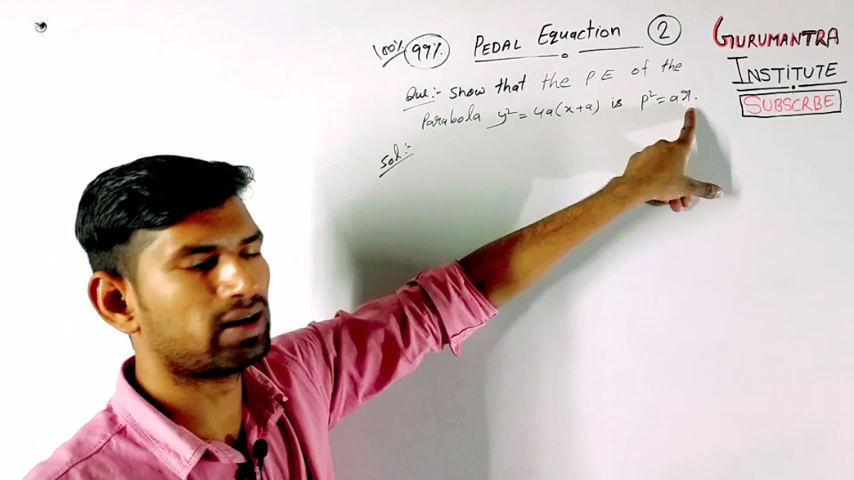 100% 99% PEDAL Equaction 2
Que:- Show that the P E of the
Parabola y² = 4a(x+a) is p² = ar.
Sol:-
GURUMANTRA
INSTITUTE
SUBSCRBE